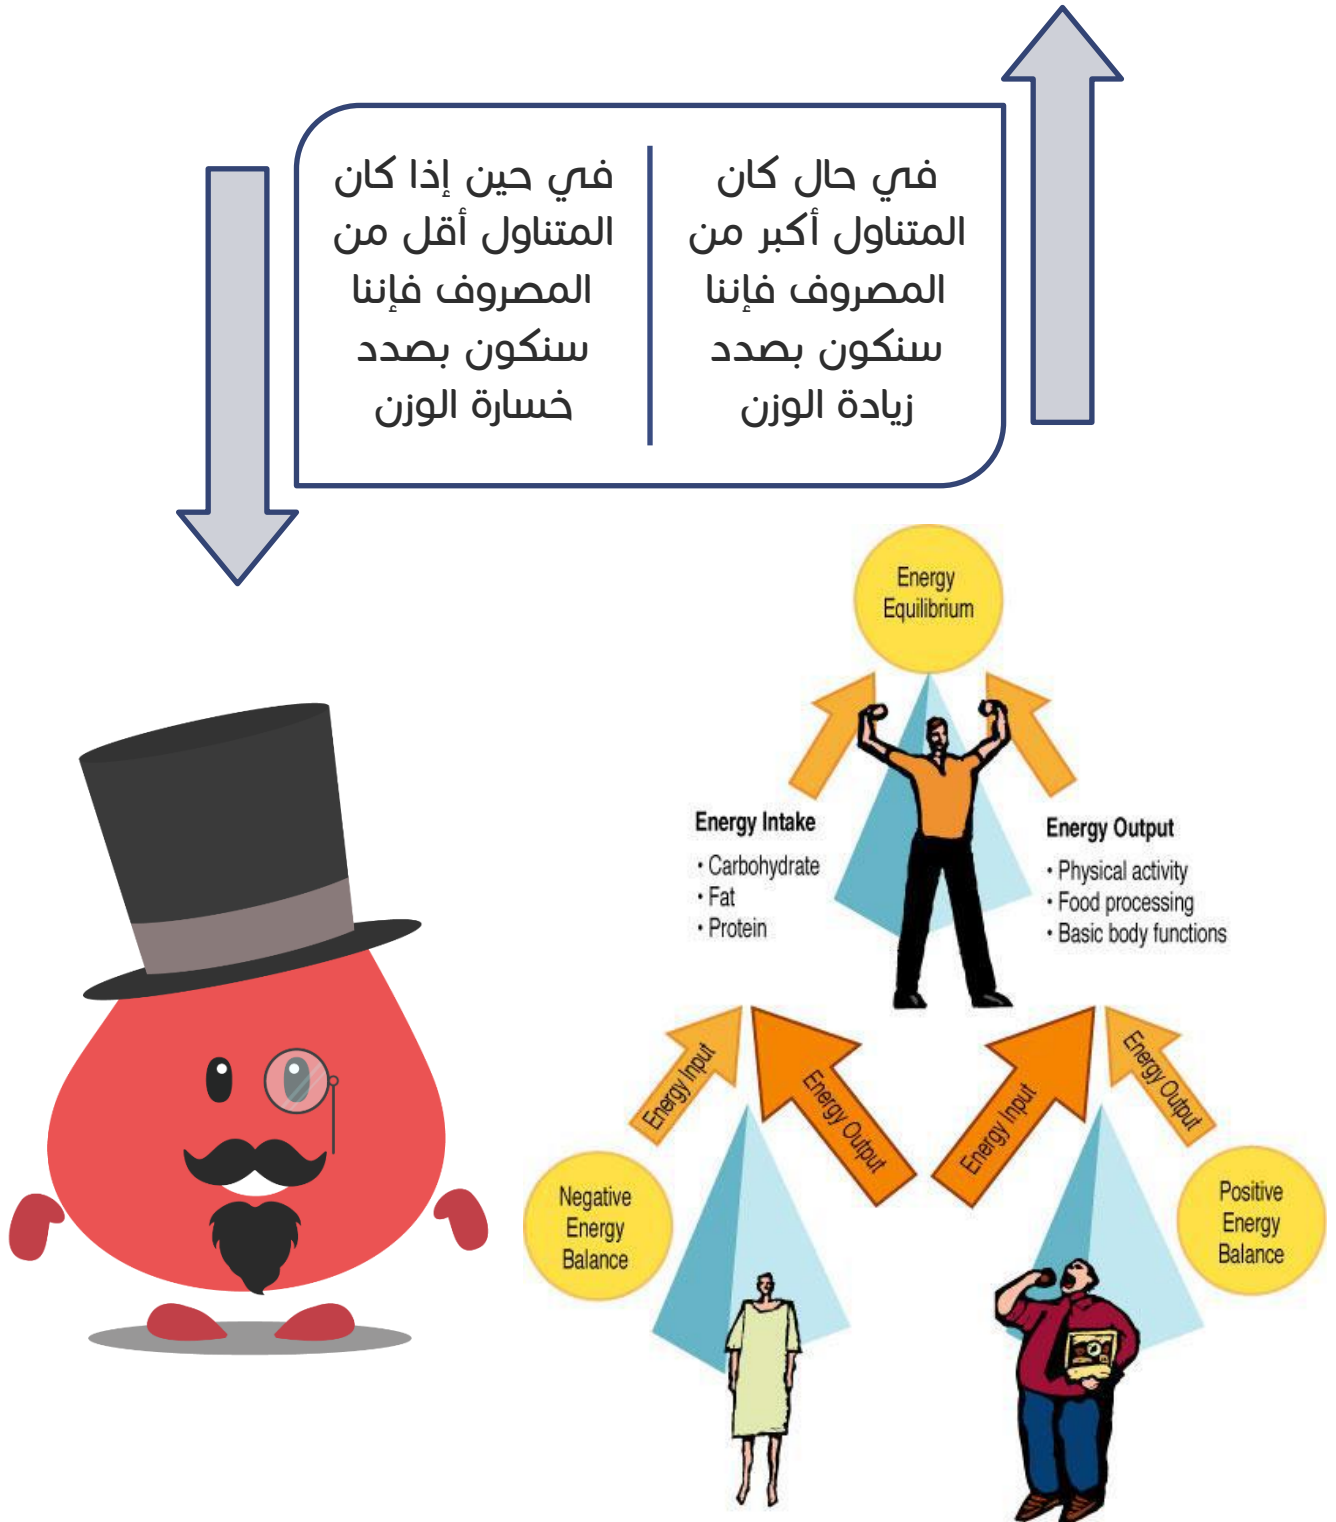 في حال كان
المتناول أكبر من
المصروف فإننا
سنكون بصدد
زيادة الوزن
في حين إذا كان
المتناول أقل من
المصروف فإننا
سنكون بصدد
خسارة الوزن
Energy
Equilibrium
Energy Intake
• Carbohydrate
• Fat
• Protein
Energy Output
• Physical activity
• Food processing
• Basic body functions
Energy Input
Energy Output
Energy Input
Energy Output
Negative
Energy
Balance
Positive
Energy
Balance